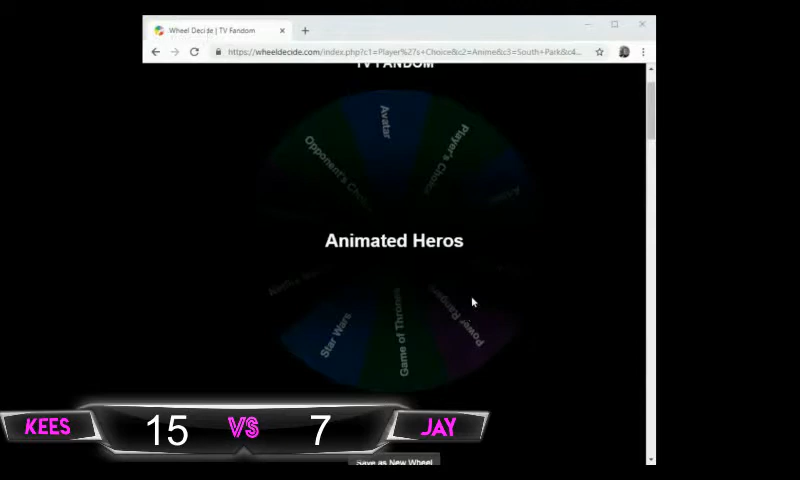 Wheel Decide | TV Fandom
https://wheeldecide.com/index.php?c1=Player%27s+Choice&c2=Anime&c3=South+Park&c4...
TV FANDOM
Avatar
Player's Choice
Opponent's Choice
Animated Heros
Star Wars
Game of Thrones
Power Rangers
KEES 15 VS 7 JAY
Save as New Wheel